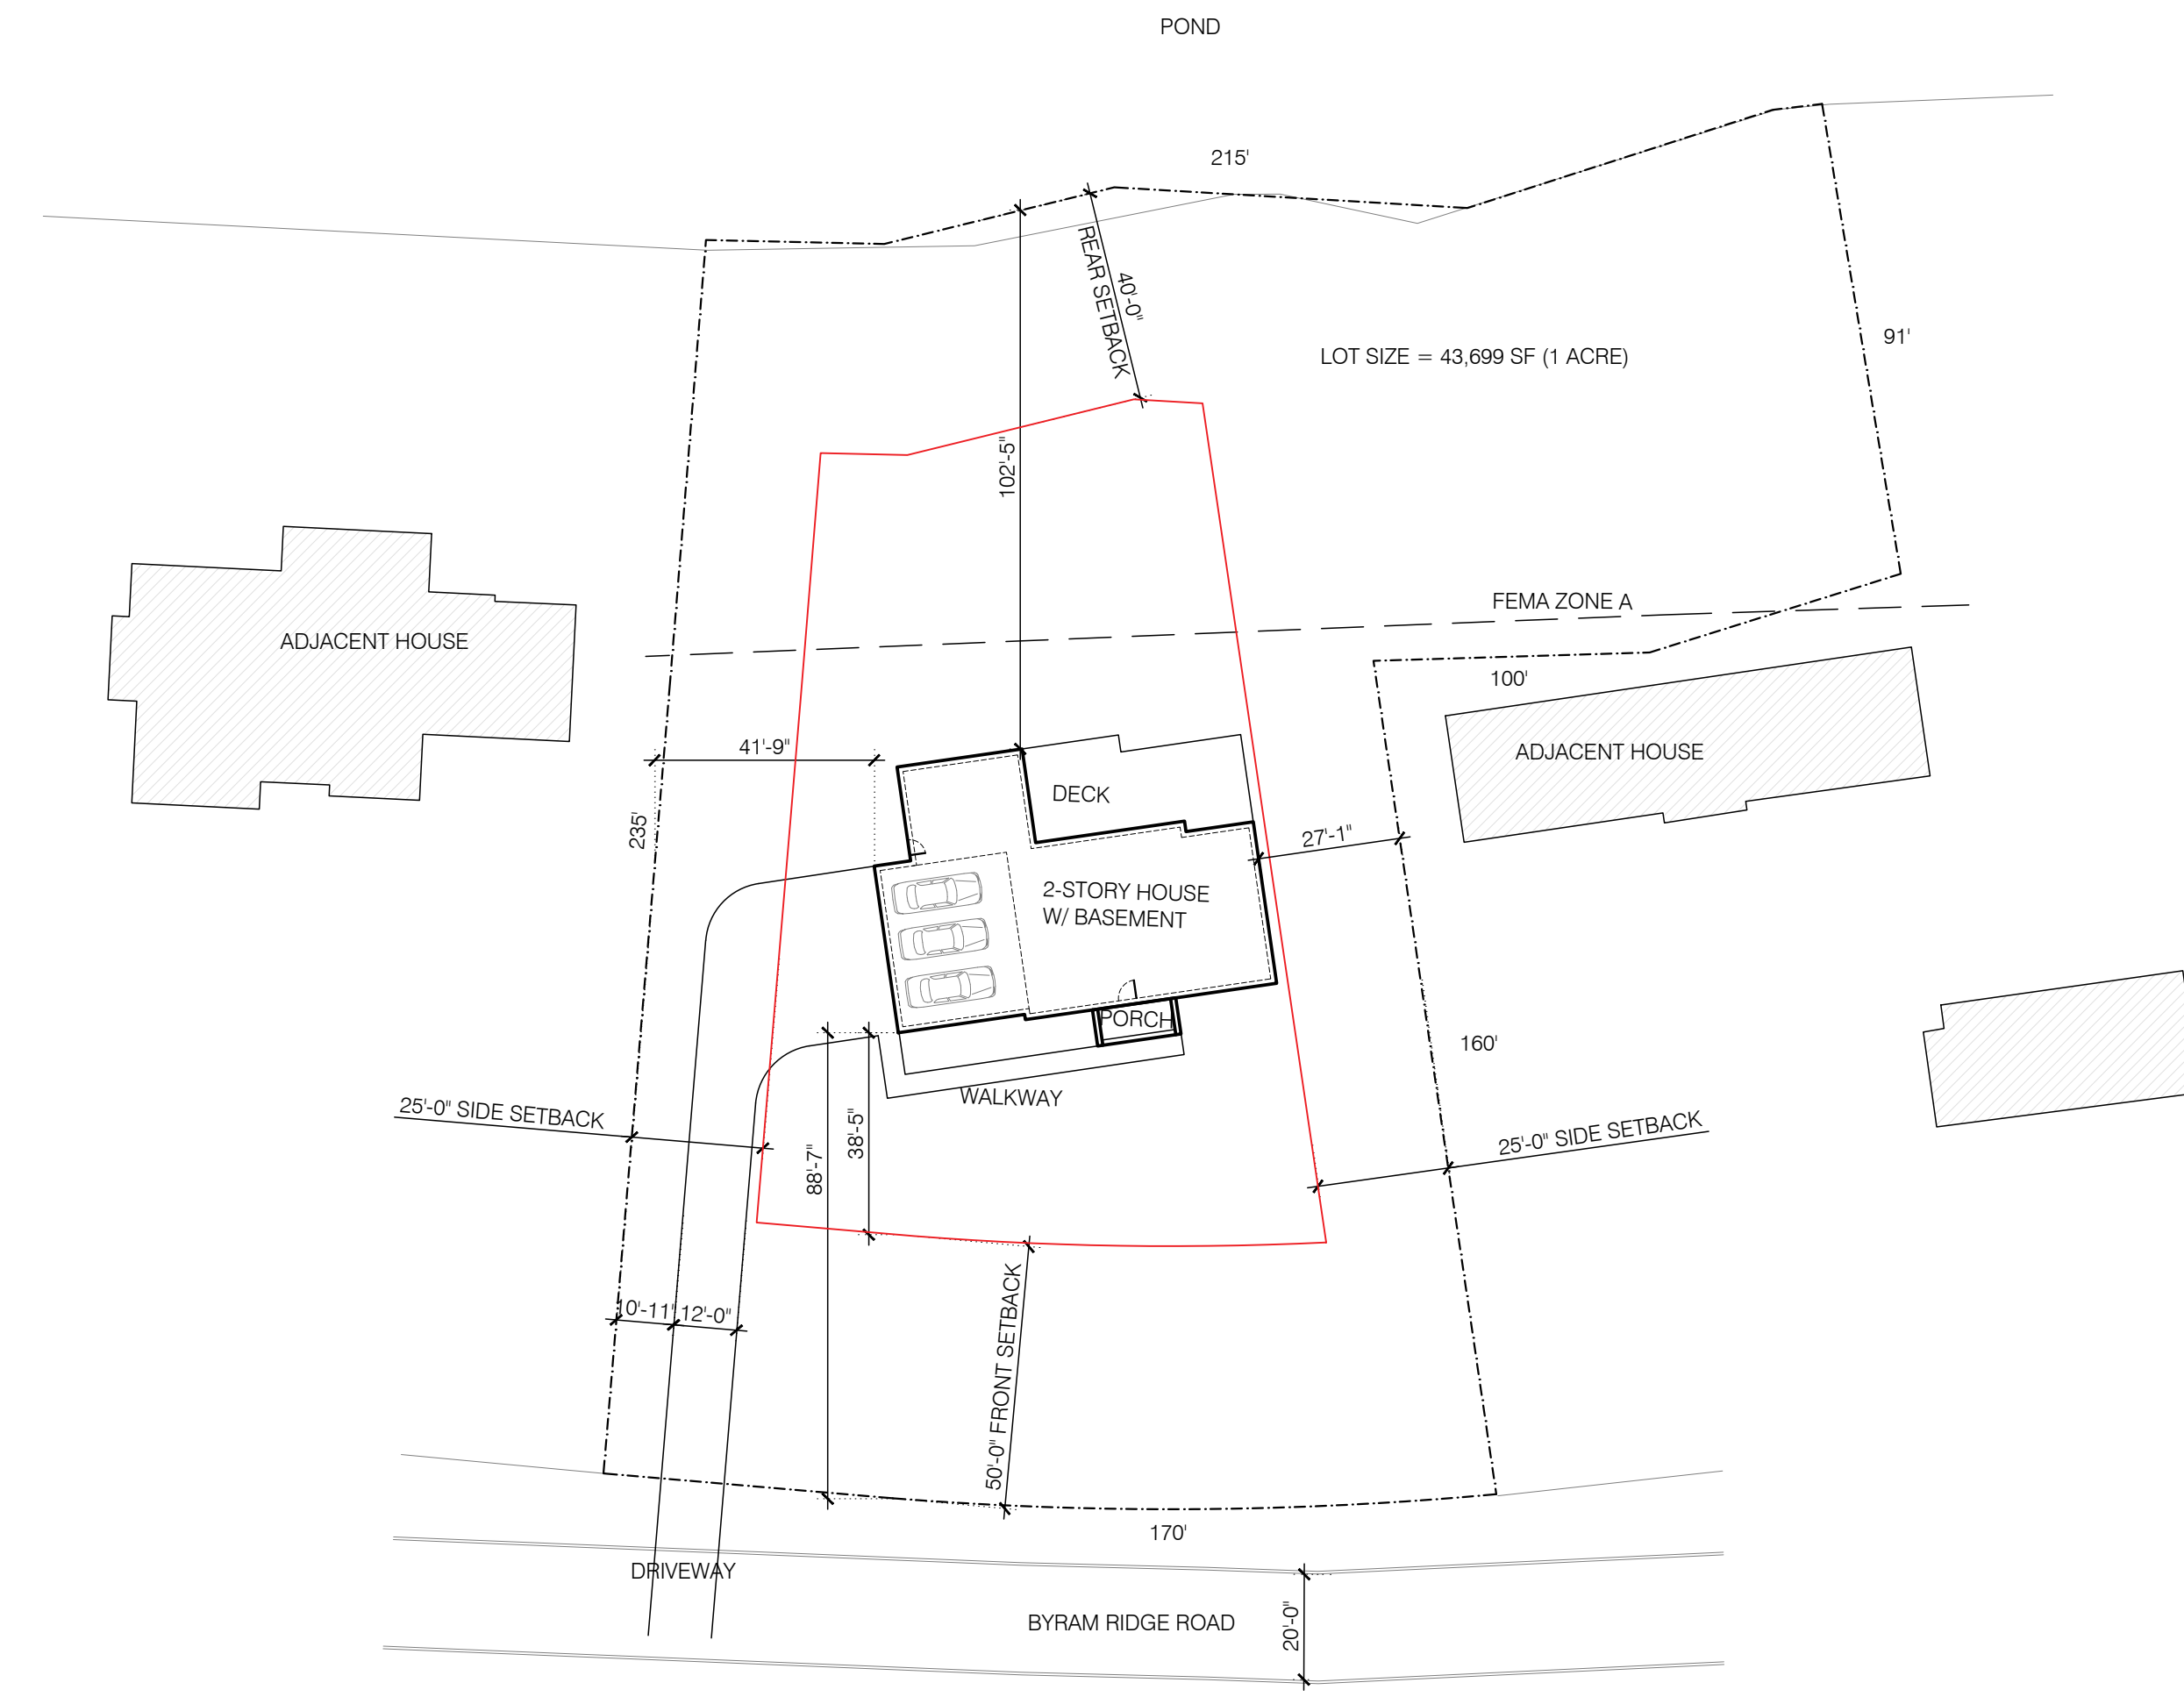 POND
215'
40'-0"
REAR SETBACK
91'
LOT SIZE = 43,699 SF (1 ACRE)
102'-5"
FEMA ZONE A
ADJACENT HOUSE
100'
41'-9"
ADJACENT HOUSE
DECK
235'
27'-1"
2-STORY HOUSE
W/ BASEMENT
PORCH
160'
WALKWAY
25'-0" SIDE SETBACK
38'-5"
88'-7"
25'-0" SIDE SETBACK
10'-11"
12'-0"
50'-0" FRONT SETBACK
170'
DRIVEWAY
BYRAM RIDGE ROAD
20'-0"